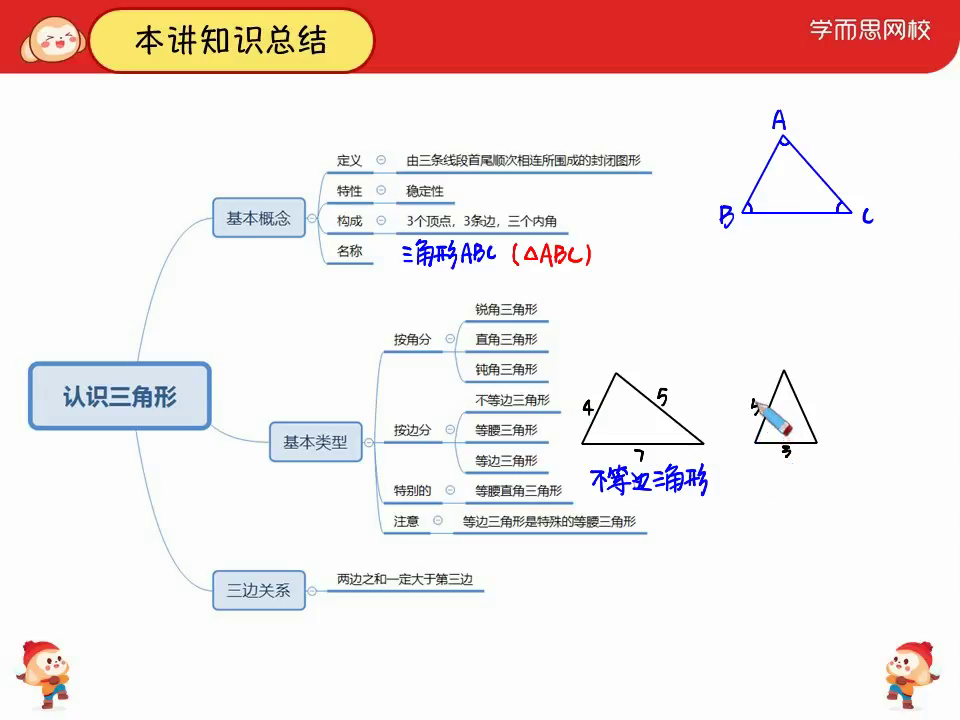 本讲知识总结
学而思网校
A
B
C
认识三角形
基本概念
定义
由三条线段首尾顺次相连所围成的封闭图形
特性
稳定性
构成
3个顶点，3条边，三个内角
名称
三角形ABC (△ABC)
基本类型
按角分
锐角三角形
直角三角形
钝角三角形
按边分
不等边三角形
等腰三角形
等边三角形
特别的
等腰直角三角形
注意
等边三角形是特殊的等腰三角形
4
5
7
不等边三角形
3
三边关系
两边之和一定大于第三边